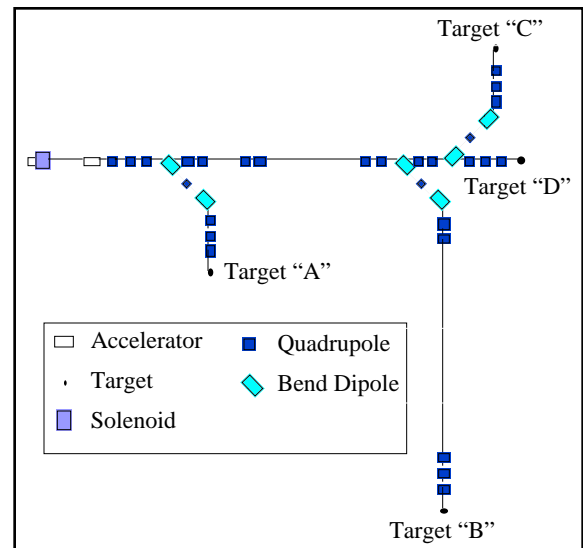 Target “C”
Target “D”
Target “A”
Accelerator
Quadrupole
Target
Bend Dipole
Solenoid
Target “B”